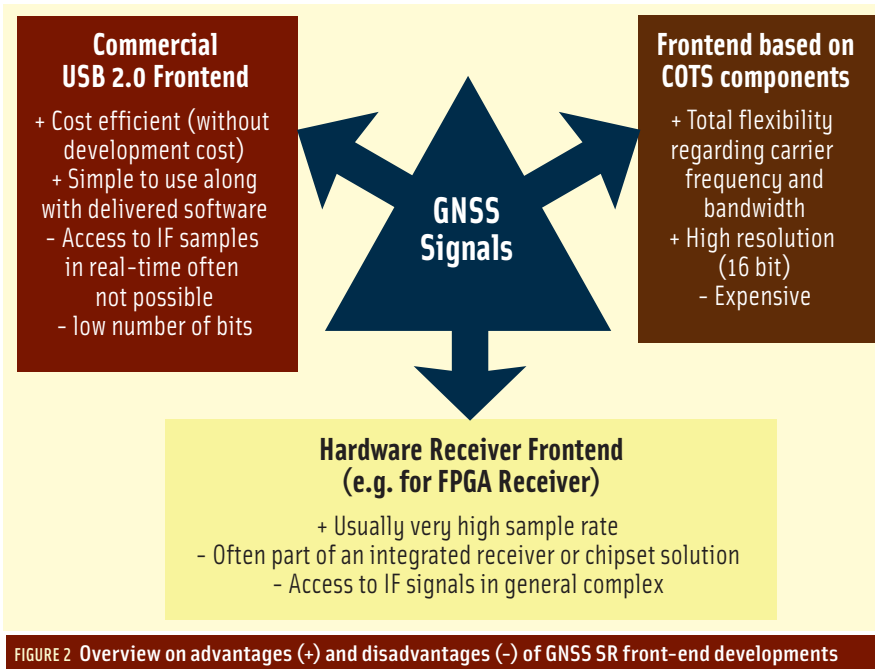 Commercial
USB 2.0 Frontend
+ Cost efficient (without
development cost)
+ Simple to use along
with delivered software
- Access to IF samples
in real-time often
not possible
- low number of bits
GNSS
Signals
Frontend based on
COTS components
+ Total flexibility
regarding carrier
frequency and
bandwidth
+ High resolution
(16 bit)
- Expensive
Hardware Receiver Frontend
(e.g. for FPGA Receiver)
+ Usually very high sample rate
- Often part of an integrated receiver or chipset solution
- Access to IF signals in general complex
FIGURE 2 Overview on advantages (+) and disadvantages (-) of GNSS SR front-end developments